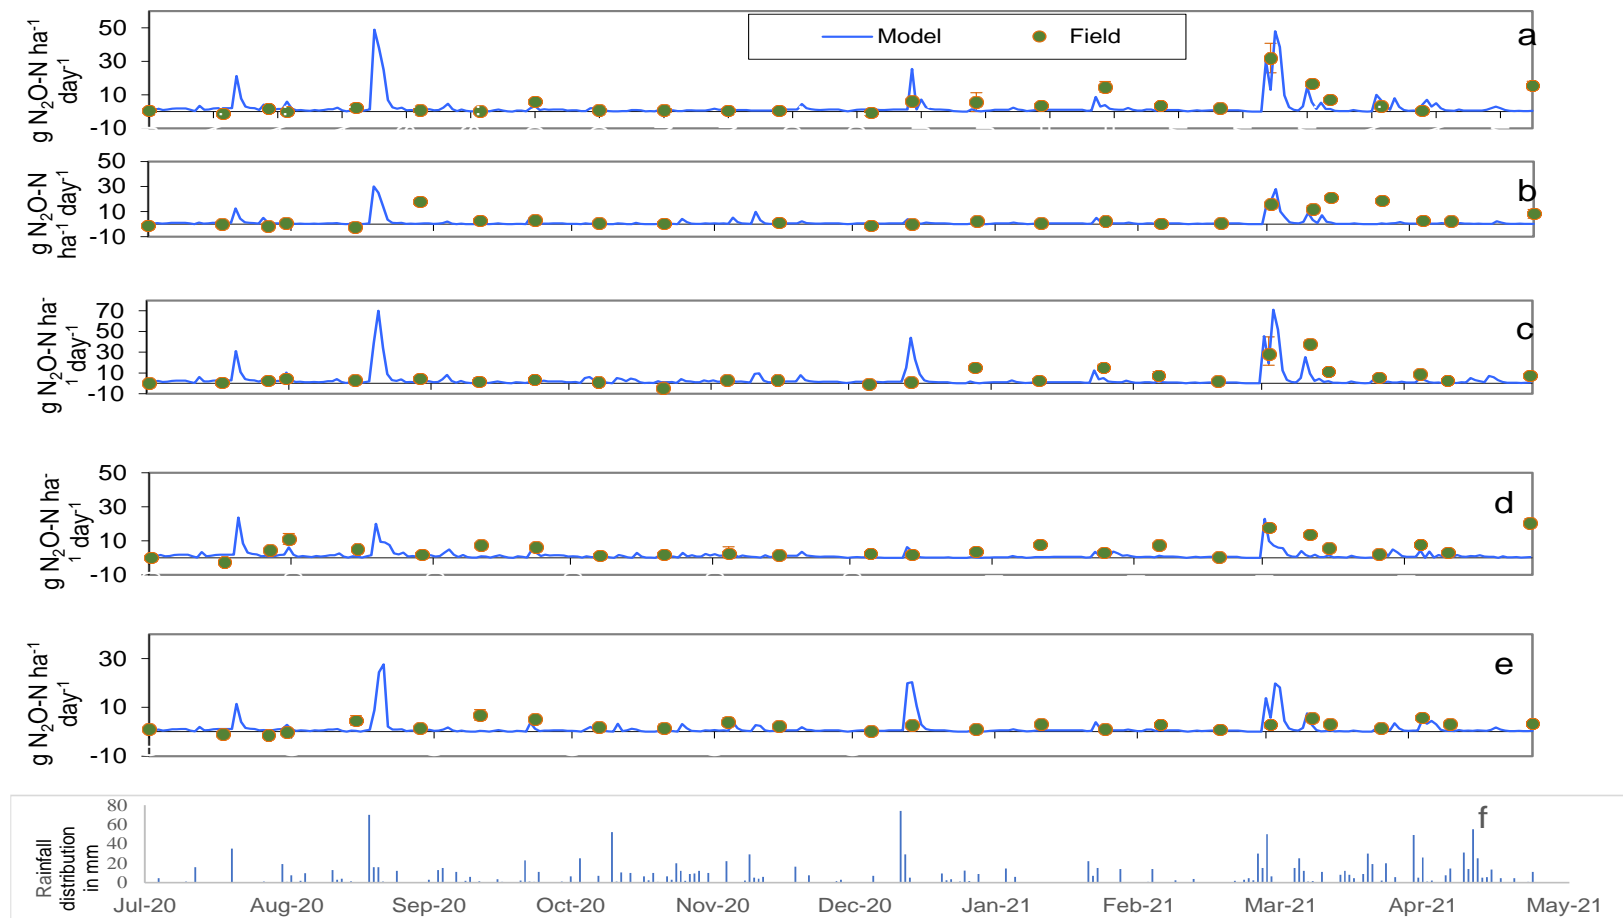 Model Field
a
g N₂O-N ha⁻¹
day⁻¹
50
30
10
-10
b
g N₂O-N
ha⁻¹ day⁻¹
50
30
10
-10
c
g N₂O-N ha⁻
¹ day⁻¹
70
50
30
10
-10
d
g N₂O-N ha⁻
¹ day⁻¹
50
30
10
-10
e
g N₂O-N ha⁻¹
day⁻¹
30
10
-10
f
Rainfall
distribution
in mm
80
60
40
20
0
Jul-20 Aug-20 Sep-20 Oct-20 Nov-20 Dec-20 Jan-21 Feb-21 Mar-21 Apr-21 May-21